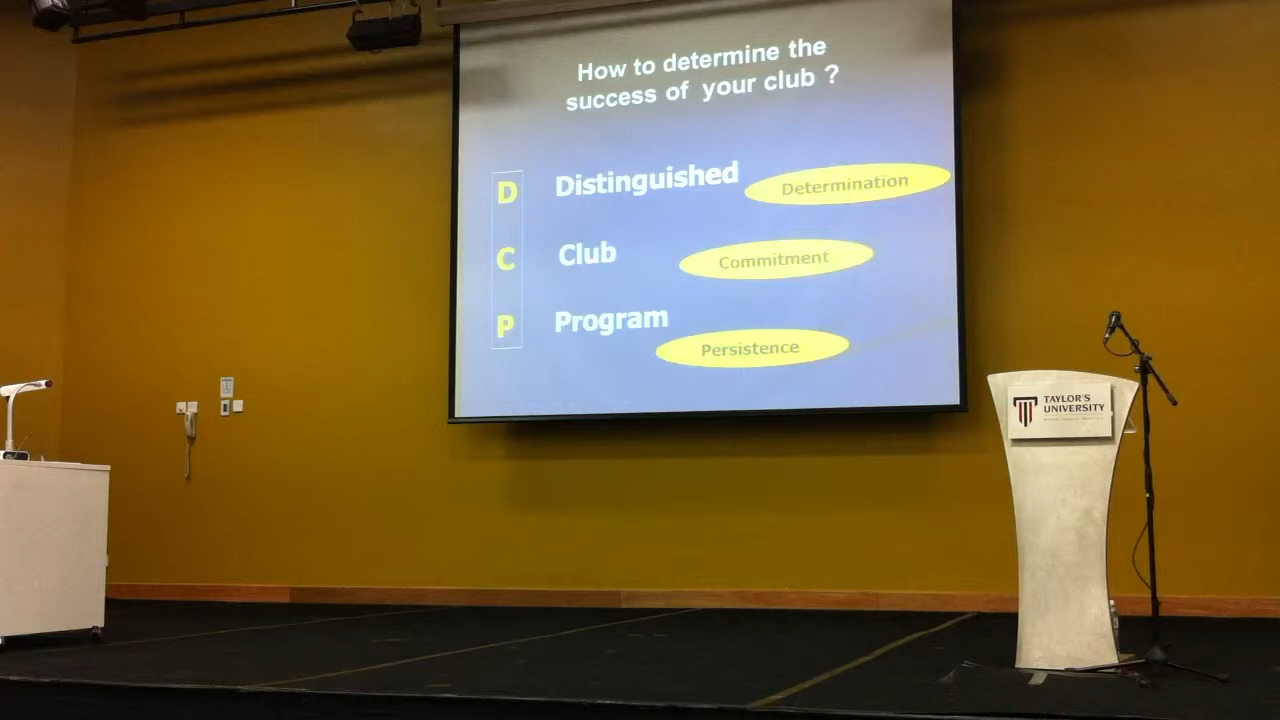 How to determine the
success of your club ?
D Distinguished Determination
C Club Commitment
P Program Persistence
TAYLOR'S
UNIVERSITY